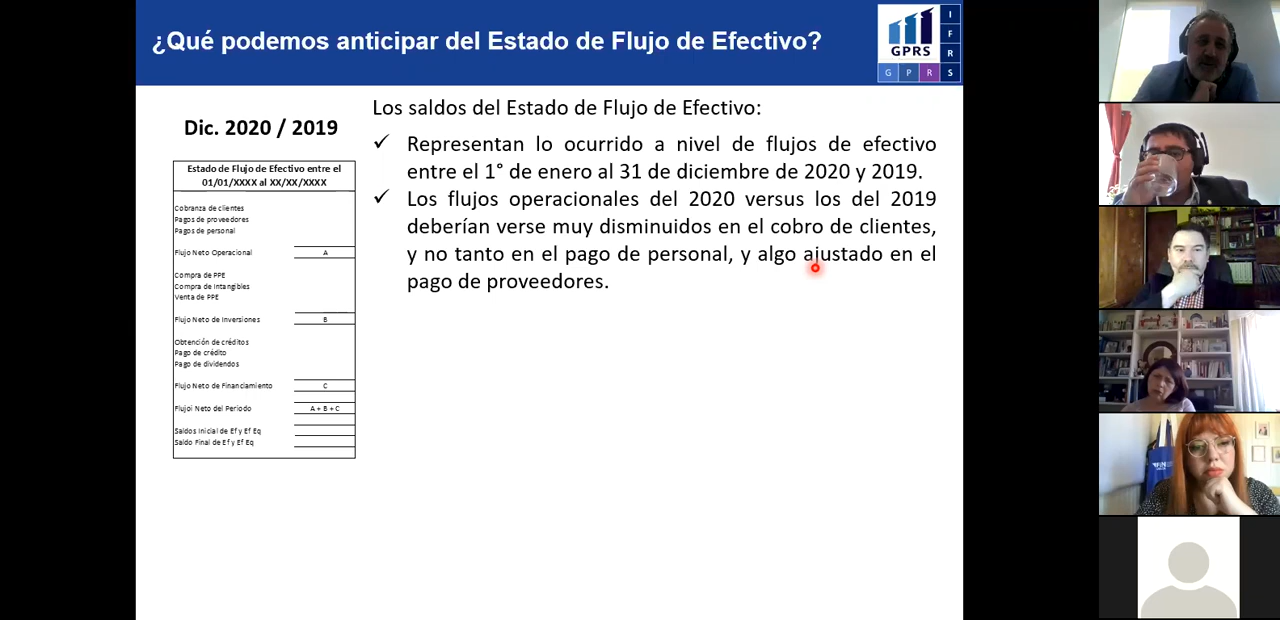 ¿Qué podemos anticipar del Estado de Flujo de Efectivo?
GPRS
I
F
R
S
G P R
Dic. 2020 / 2019
Estado de Flujo de Efectivo entre el
01/01/XXXX al XX/XX/XXXX
Cobranza de clientes
Pagos de proveedores
Pagos de personal
Flujo Neto Operacional A
Compra de PPE
Compra de Intangibles
Venta de PPE
Flujo Neto de Inversiones B
Obtención de créditos
Pago de crédito
Pago de dividendos
Flujo Neto de Financiamiento C
Flujoi Neto del Periodo A + B + C
Saldos Inicial de Ef y Ef Eq
Saldo Final de Ef y Ef Eq
Los saldos del Estado de Flujo de Efectivo:
✓ Representan lo ocurrido a nivel de flujos de efectivo
entre el 1° de enero al 31 de diciembre de 2020 y 2019.
✓ Los flujos operacionales del 2020 versus los del 2019
deberían verse muy disminuidos en el cobro de clientes,
y no tanto en el pago de personal, y algo ajustado en el
pago de proveedores.